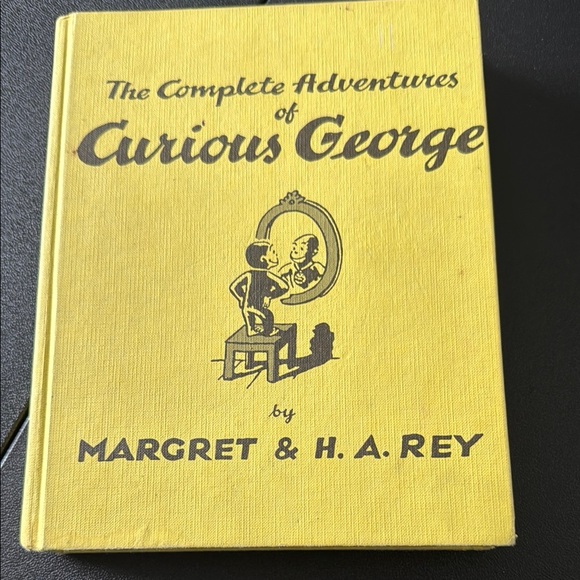 The Complete Adventures
of
Curious George
by
MARGRET & H. A. REY